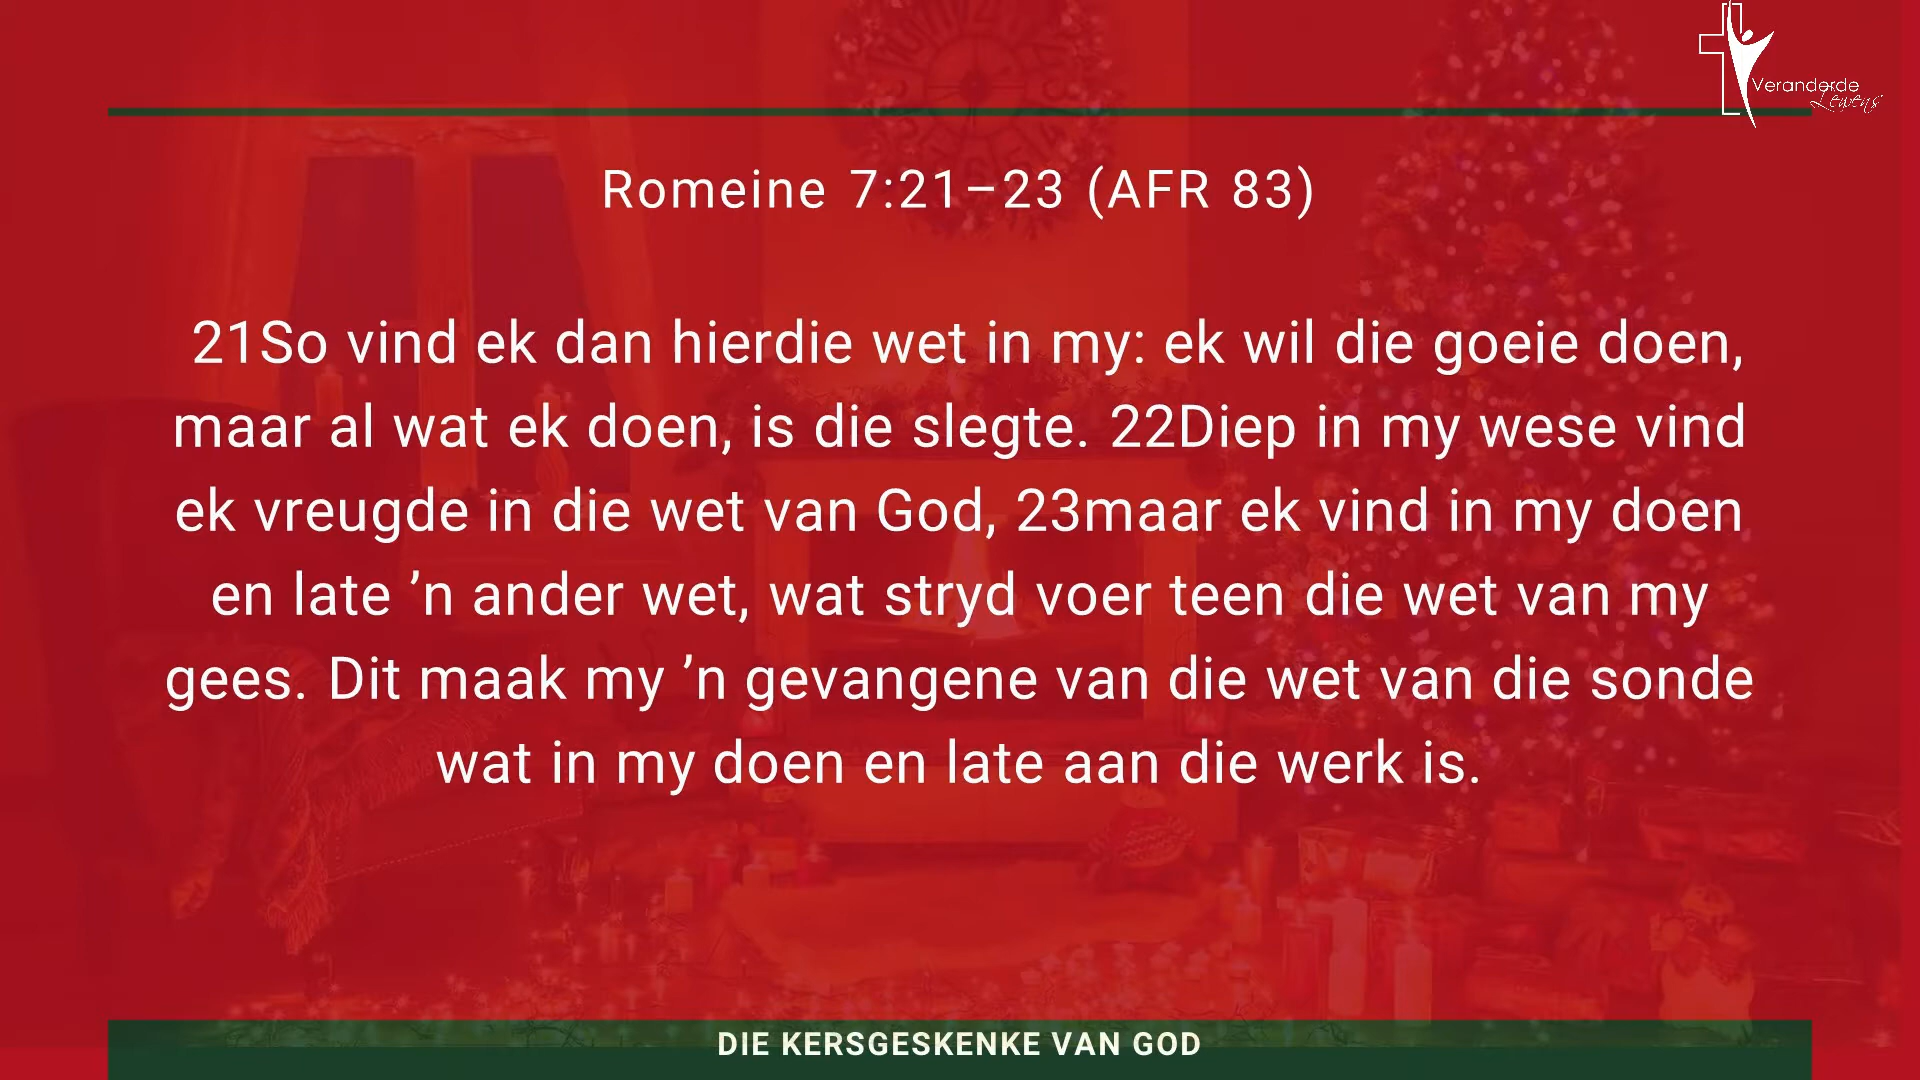 Veranderde
Lewens
Romeine 7:21–23 (AFR 83)
21So vind ek dan hierdie wet in my: ek wil die goeie doen,
maar al wat ek doen, is die slegte. 22Diep in my wese vind
ek vreugde in die wet van God, 23maar ek vind in my doen
en late ’n ander wet, wat stryd voer teen die wet van my
gees. Dit maak my ’n gevangene van die wet van die sonde
wat in my doen en late aan die werk is.
DIE KERSGESKENKE VAN GOD